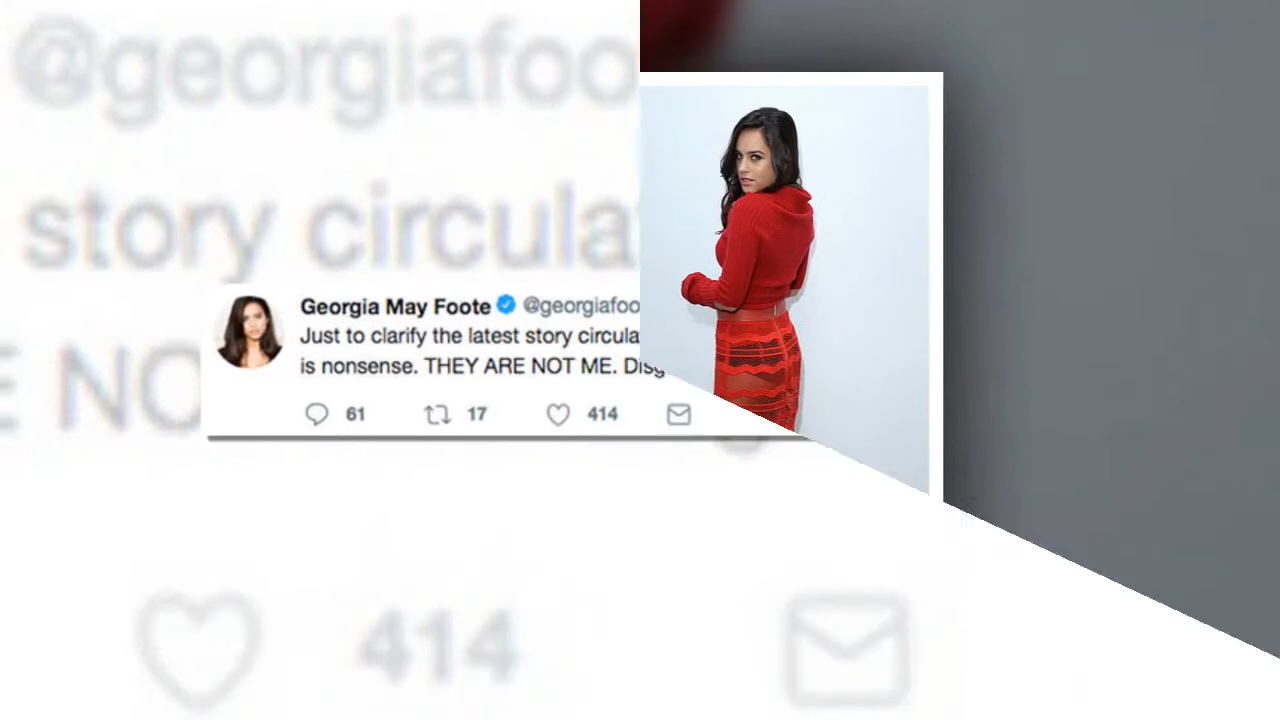 @georgiafoo
story circula
E NO
Georgia May Foote @georgiafoo
Just to clarify the latest story circula
is nonsense. THEY ARE NOT ME. Disg
61 17 414
414